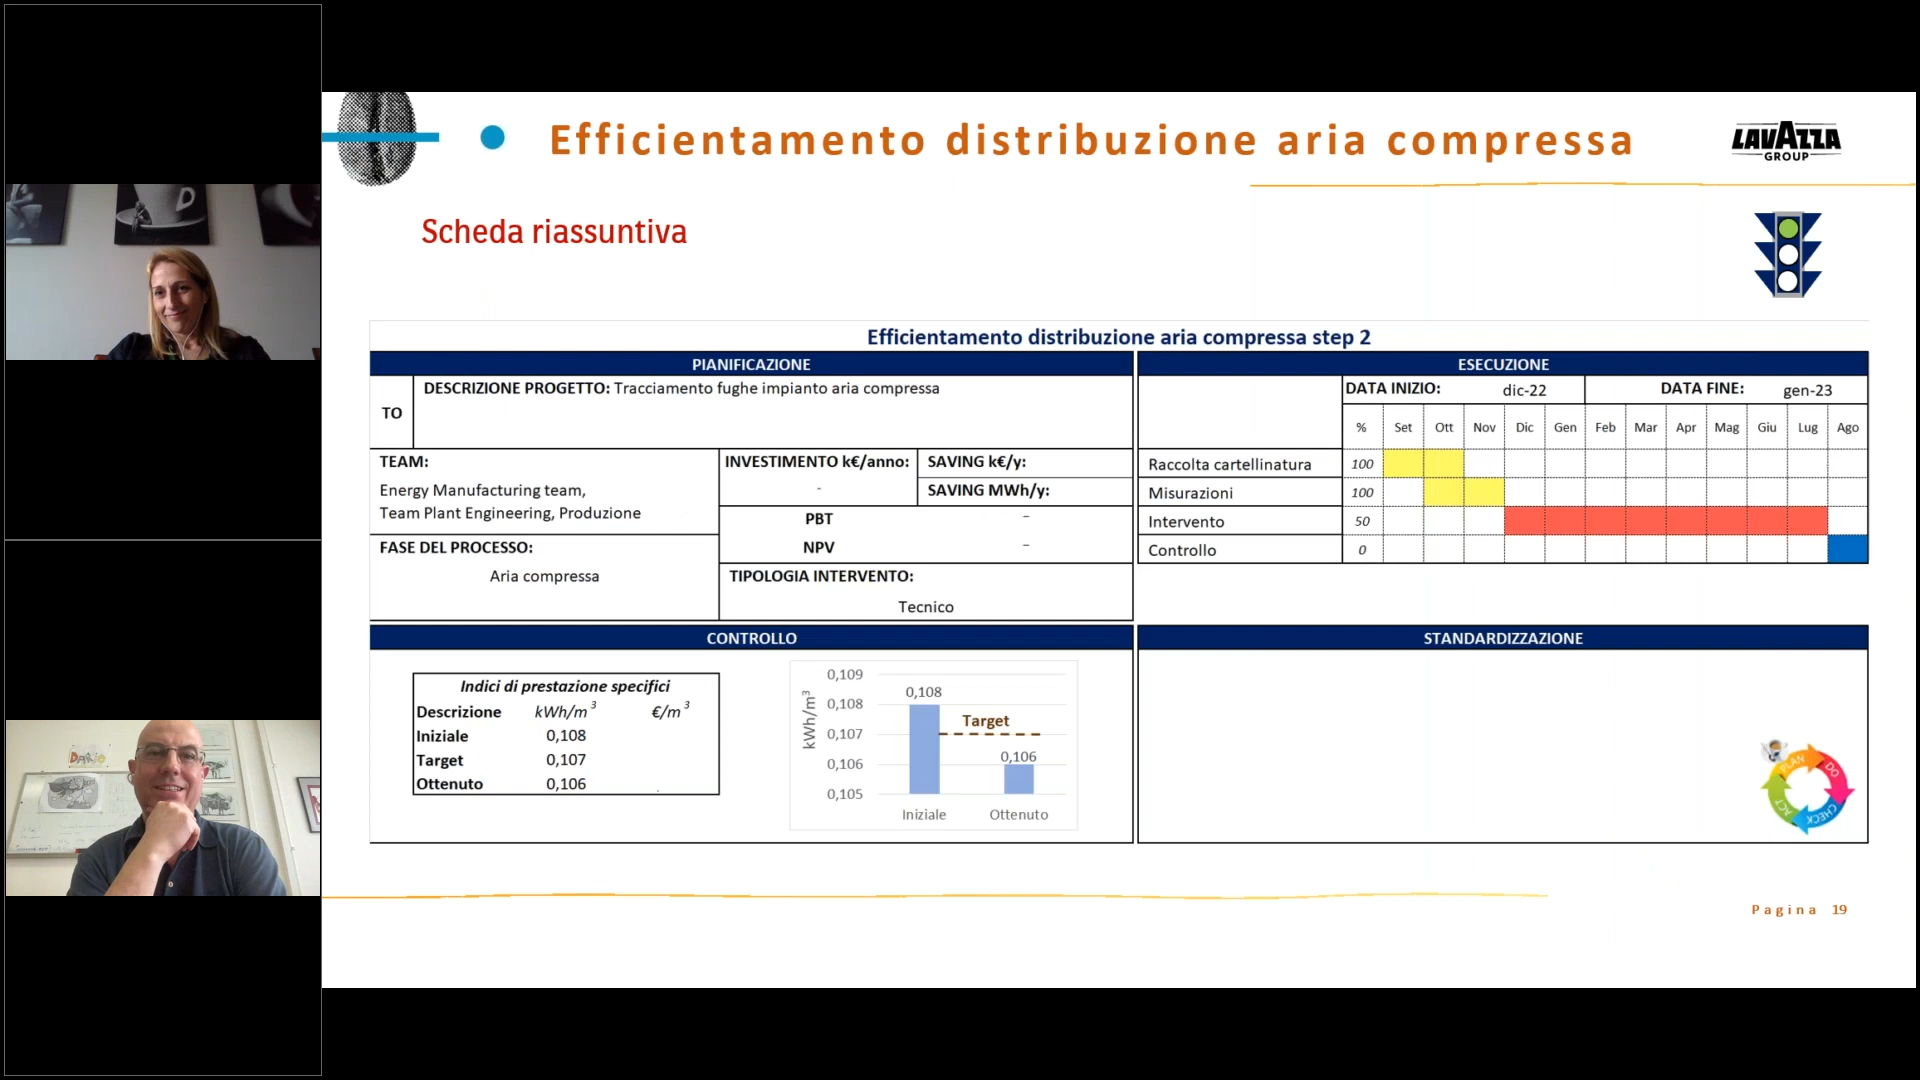 Efficientamento distribuzione aria compressa
LAVAZZA
GROUP
Scheda riassuntiva
Efficientamento distribuzione aria compressa step 2
PIANIFICAZIONE
TO
DESCRIZIONE PROGETTO: Tracciamento fughe impianto aria compressa
TEAM:
Energy Manufacturing team,
Team Plant Engineering, Produzione
INVESTIMENTO k€/anno:
-
SAVING k€/y:
SAVING MWh/y:
PBT –
NPV –
FASE DEL PROCESSO:
Aria compressa
TIPOLOGIA INTERVENTO:
Tecnico
ESECUZIONE
DATA INIZIO: dic-22 DATA FINE: gen-23
% Set Ott Nov Dic Gen Feb Mar Apr Mag Giu Lug Ago
Raccolta cartellinatura 100
Misurazioni 100
Intervento 50
Controllo 0
CONTROLLO
Indici di prestazione specifici
Descrizione kWh/m³ €/m³
Iniziale 0,108
Target 0,107
Ottenuto 0,106
kWh/m³
0,109
0,108
0,107
0,106
0,105
0,108
Target
0,106
Iniziale Ottenuto
STANDARDIZZAZIONE
PLAN
DO
CHECK
ACT
Pagina 19
DARIO